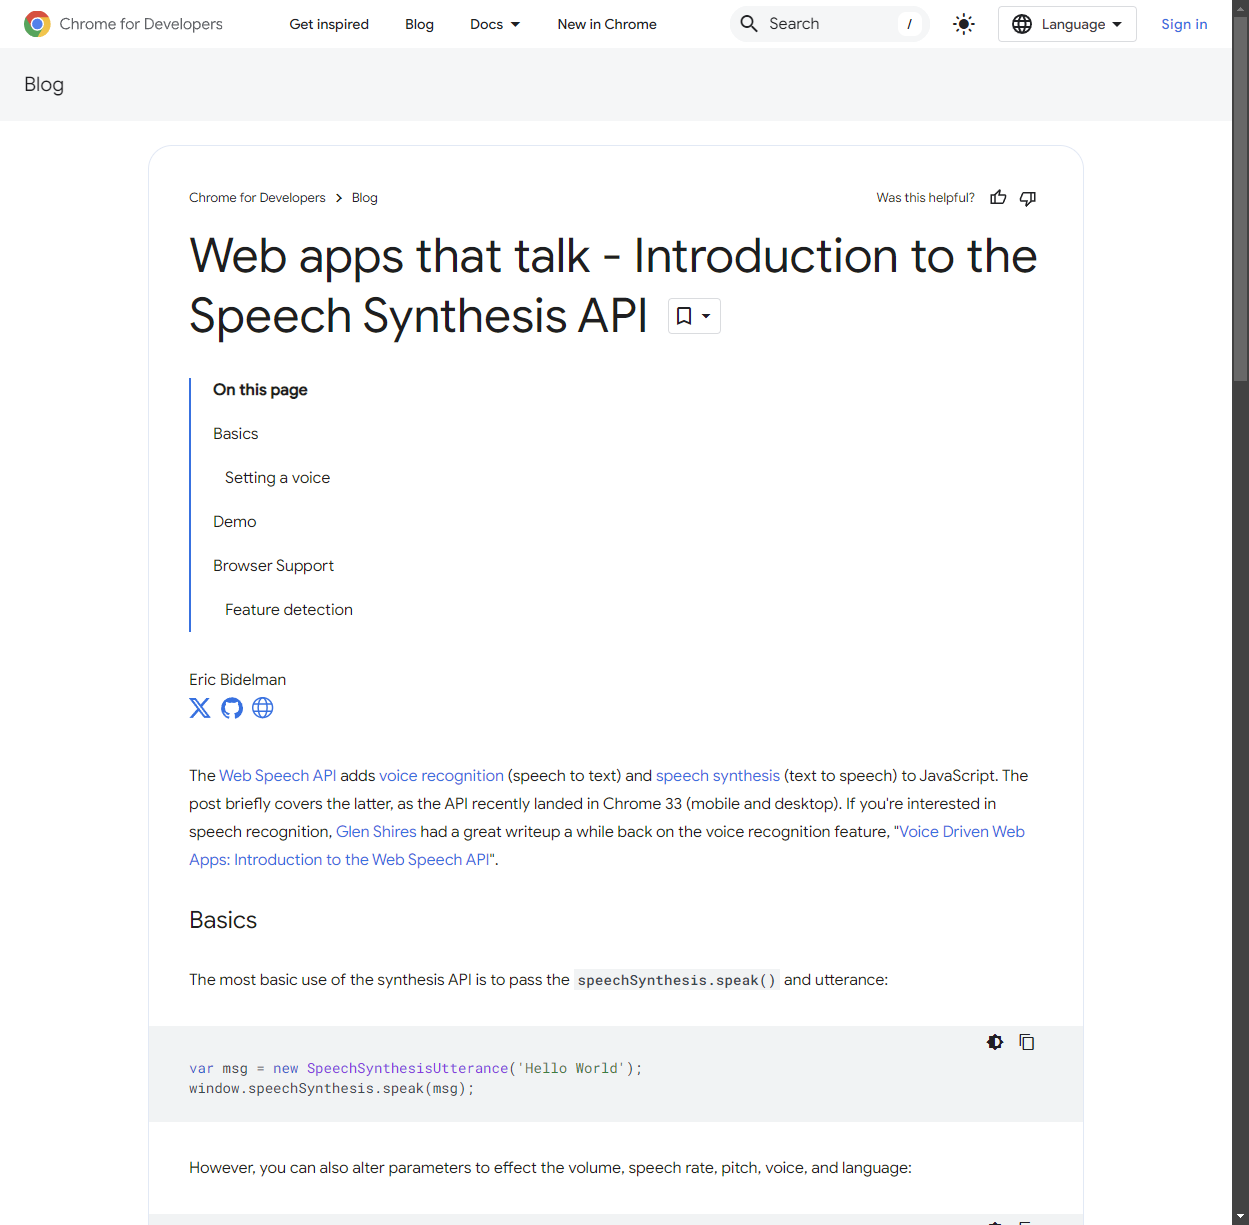 Chrome for Developers
Get inspired
Blog
Docs
New in Chrome
Search
/
Language
Sign in
Blog
Chrome for Developers > Blog
Was this helpful?
Web apps that talk - Introduction to the
Speech Synthesis API
On this page
Basics
Setting a voice
Demo
Browser Support
Feature detection
Eric Bidelman
The Web Speech API adds voice recognition (speech to text) and speech synthesis (text to speech) to JavaScript. The
post briefly covers the latter, as the API recently landed in Chrome 33 (mobile and desktop). If you're interested in
speech recognition, Glen Shires had a great writeup a while back on the voice recognition feature, "Voice Driven Web
Apps: Introduction to the Web Speech API".
Basics
The most basic use of the synthesis API is to pass the speechSynthesis.speak() and utterance:
var msg = new SpeechSynthesisUtterance('Hello World');
window.speechSynthesis.speak(msg);
However, you can also alter parameters to effect the volume, speech rate, pitch, voice, and language: